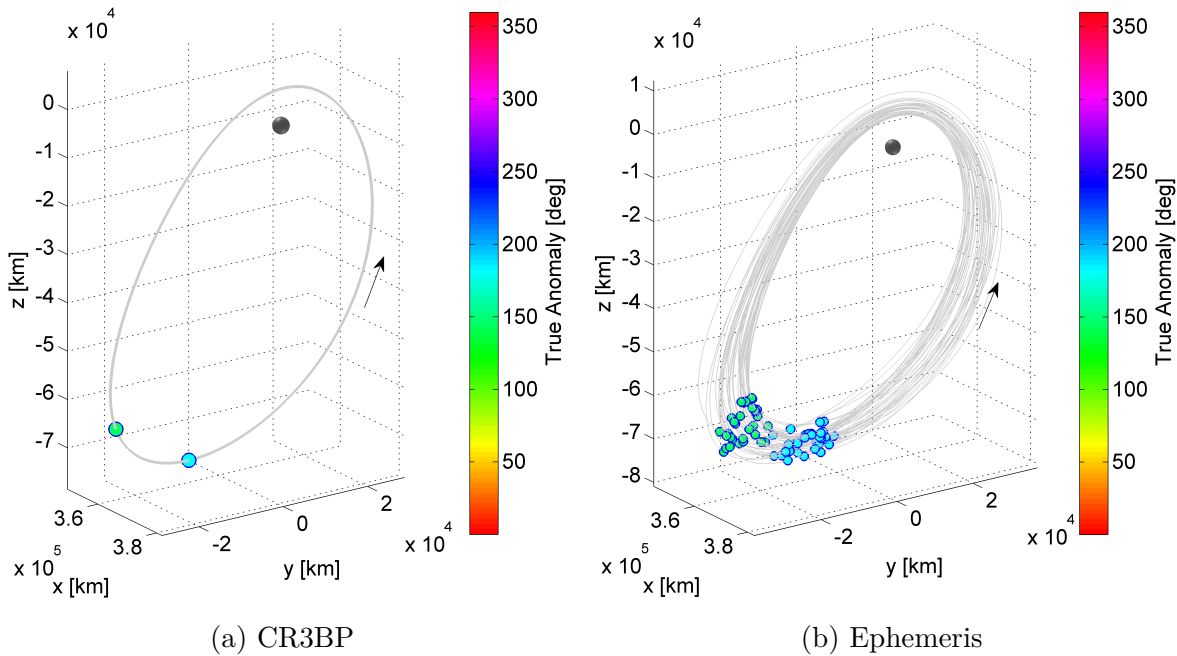 x 10^4
0
-1
-2
-3
-4
-5
-6
-7
z [km]
3.6
3.8
x 10^5
x [km]
-2
0
2
x 10^4
y [km]
350
300
250
200
150
100
50
True Anomaly [deg]
(a) CR3BP
x 10^4
1
0
-1
-2
-3
-4
-5
-6
-7
-8
z [km]
3.6
3.8
x 10^5
x [km]
-2
0
2
x 10^4
y [km]
350
300
250
200
150
100
50
True Anomaly [deg]
(b) Ephemeris